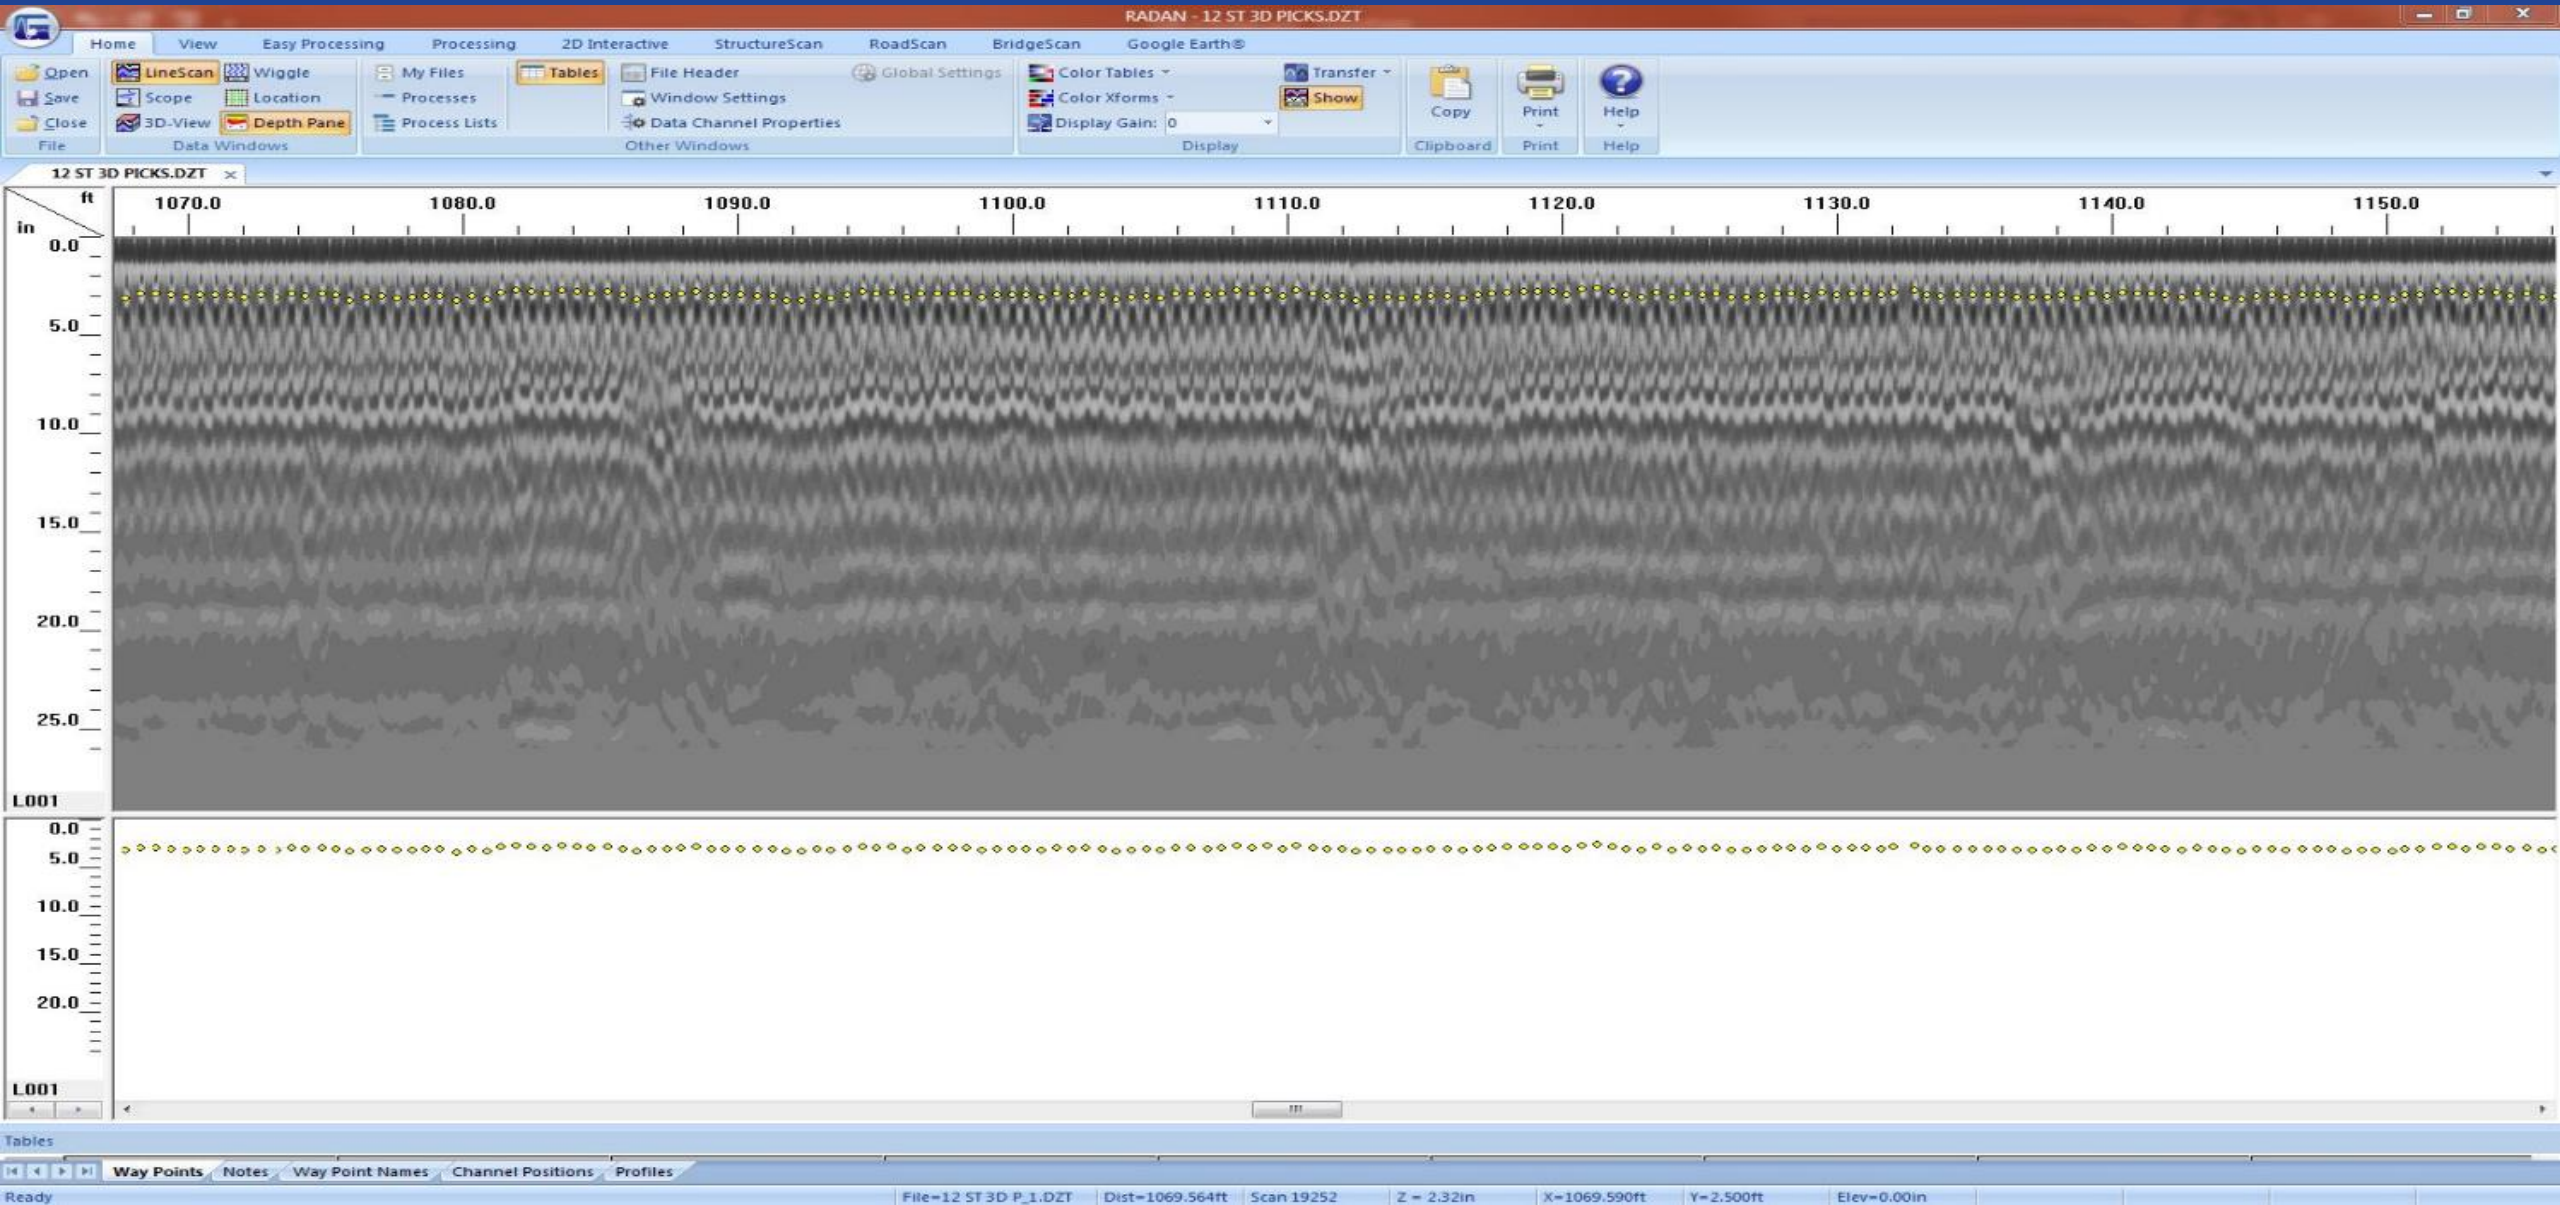 RADAN - 12 ST 3D PICKS.DZT
Home View Easy Processing Processing 2D Interactive StructureScan RoadScan BridgeScan Google Earth®
Open LineScan Wiggle My Files Tables File Header Global Settings Color Tables Transfer
Save Scope Location Processes Window Settings Color Xforms Show Copy Print Help
Close 3D-View Depth Pane Process Lists Data Channel Properties Display Gain: 0
File Data Windows Other Windows Display Clipboard Print Help
12 ST 3D PICKS.DZT
ft 1070.0 1080.0 1090.0 1100.0 1110.0 1120.0 1130.0 1140.0 1150.0
in
0.0
5.0
10.0
15.0
20.0
25.0
L001
0.0
5.0
10.0
15.0
20.0
L001
Tables
Way Points Notes Way Point Names Channel Positions Profiles
Ready File=12 ST 3D P_1.DZT Dist=1069.564ft Scan 19252 Z = 2.32in X=1069.590ft Y=2.500ft Elev=0.00in